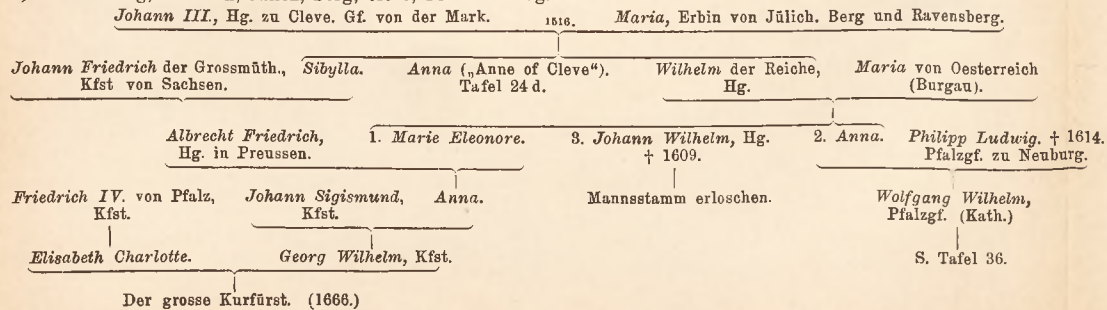 Johann III., Hg. zu Cleve. Gf. von der Mark. 1516. Maria, Erbin von Jülich. Berg und Ravensberg.
Johann Friedrich der Grossmüth., Sibylla. Anna („Anne of Cleve“). Wilhelm der Reiche, Maria von Oesterreich
Kfst von Sachsen. Tafel 24 d. Hg. (Burgau).
Albrecht Friedrich, 1. Marie Eleonore. 3. Johann Wilhelm, Hg. 2. Anna. Philipp Ludwig. † 1614.
Hg. in Preussen. † 1609. Pfalzgf. zu Neuburg.
Friedrich IV. von Pfalz, Johann Sigismund, Anna. Mannsstamm erloschen. Wolfgang Wilhelm,
Kfst. Kfst. Pfalzgf. (Kath.)
Elisabeth Charlotte. Georg Wilhelm, Kfst. S. Tafel 36.
Der grosse Kurfürst. (1666.)